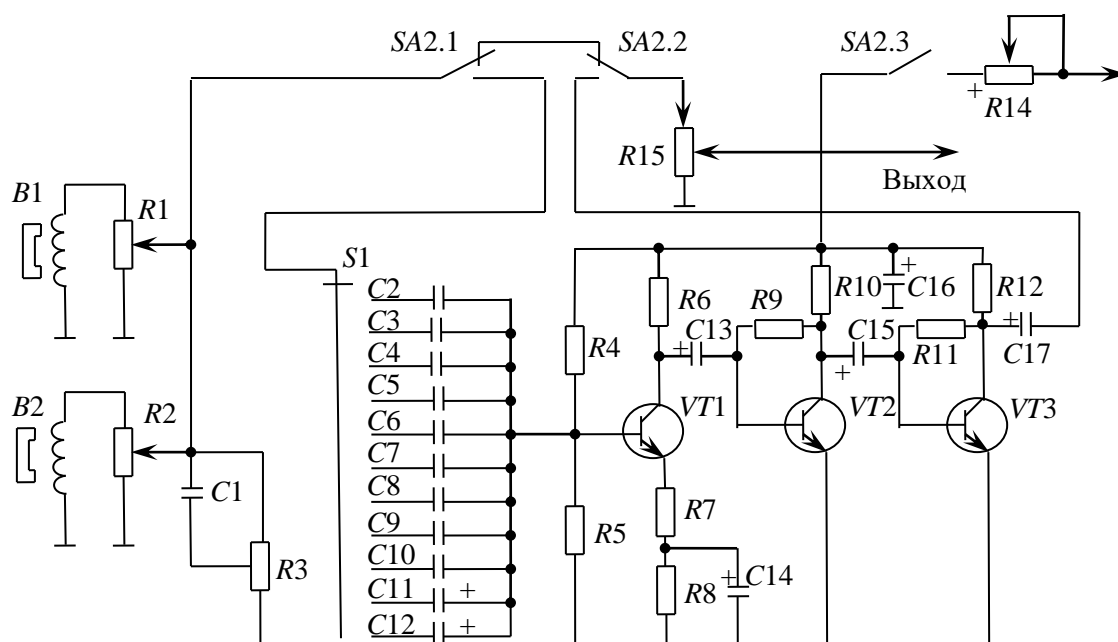 SA2.1
SA2.2
SA2.3
+
R14
R15
Выход
B1
R1
S1
C2
C3
C4
C5
C6
C7
C8
C9
C10
C11 +
C12 +
R4
R5
R6
+
C13
R9
R10
+
C16
R12
+
C15
R11
+
C17
VT1
VT2
VT3
B2
R2
C1
R3
R7
R8
+
C14